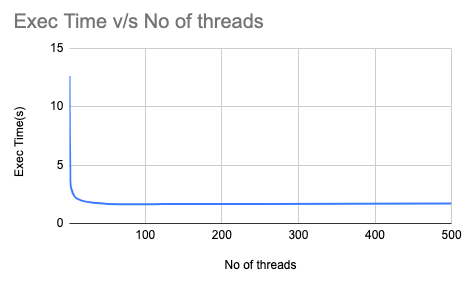 Exec Time v/s No of threads
15
10
5
0
Exec Time(s)
100 200 300 400 500
No of threads